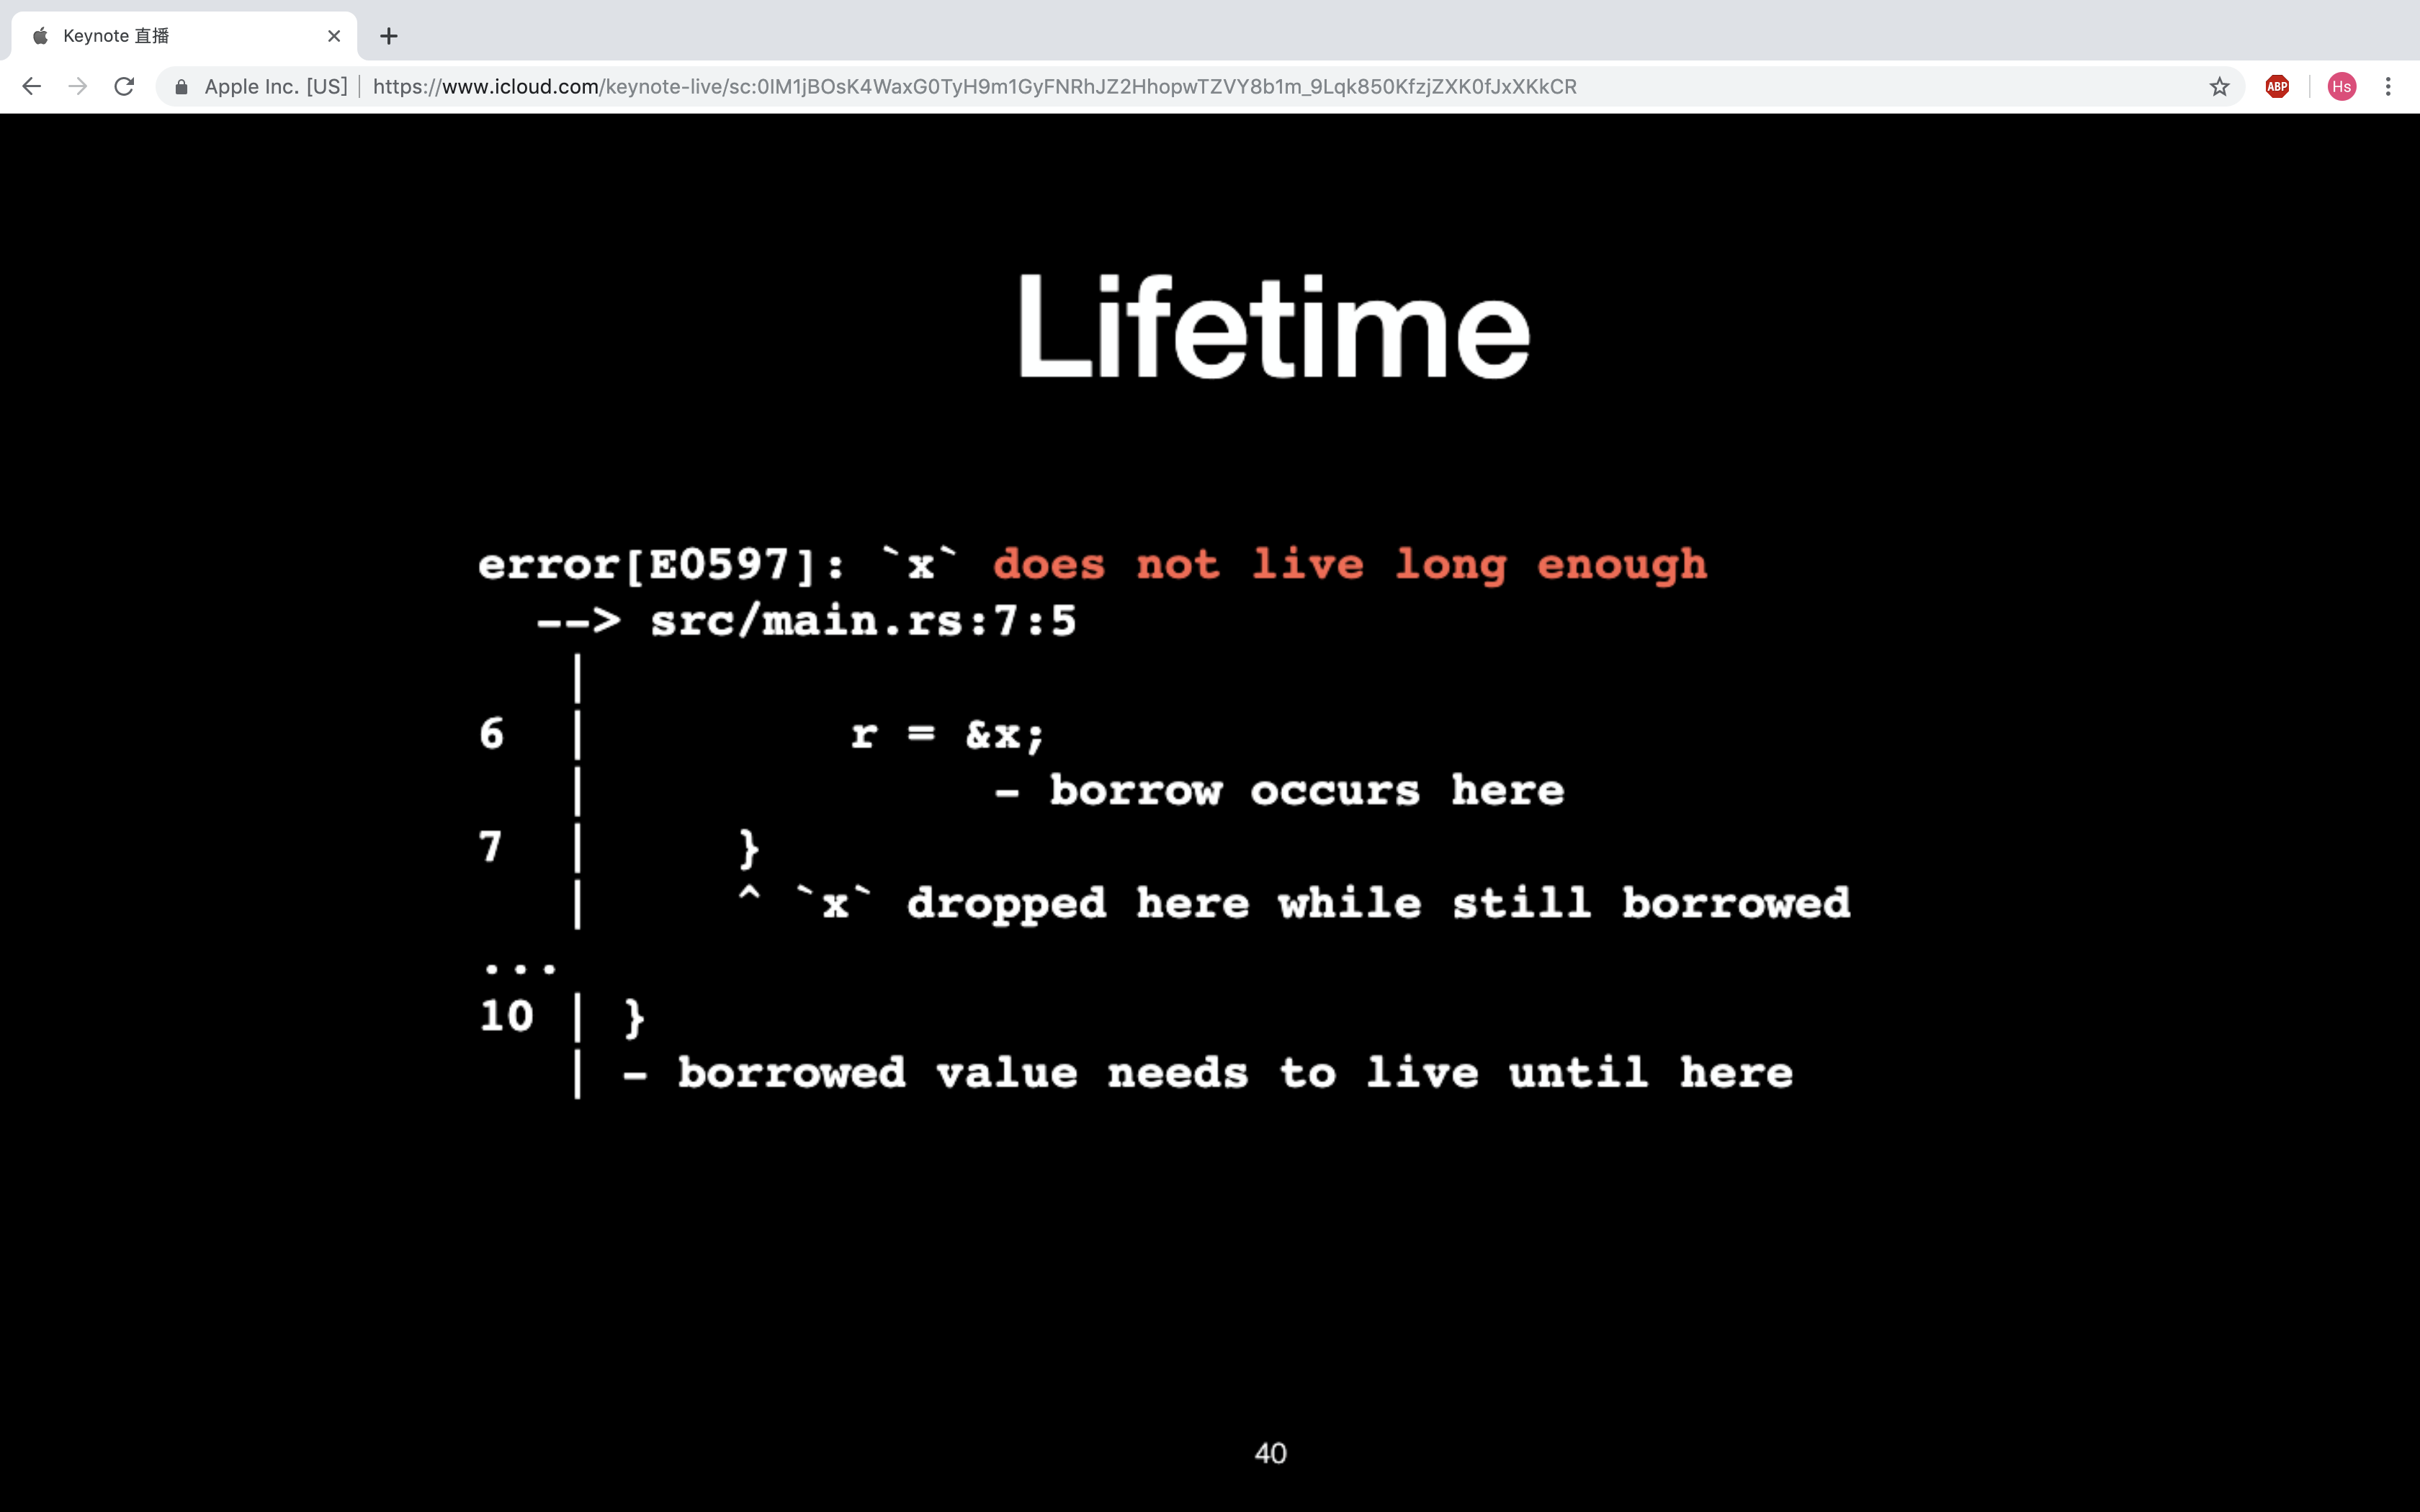 Keynote 直播
Apple Inc. [US] | https://www.icloud.com/keynote-live/sc:0IM1jBOsK4WaxG0TyH9m1GyFNRhJZ2HhopwTZVY8b1m_9Lqk850KfzjZXK0fJxXKkCR
ABP
Hs
Lifetime
error[E0597]: `x` does not live long enough
  --> src/main.rs:7:5
   |
6  |         r = &x;
   |              - borrow occurs here
7  |     }
   |     ^ `x` dropped here while still borrowed
...
10 | }
   | - borrowed value needs to live until here
40